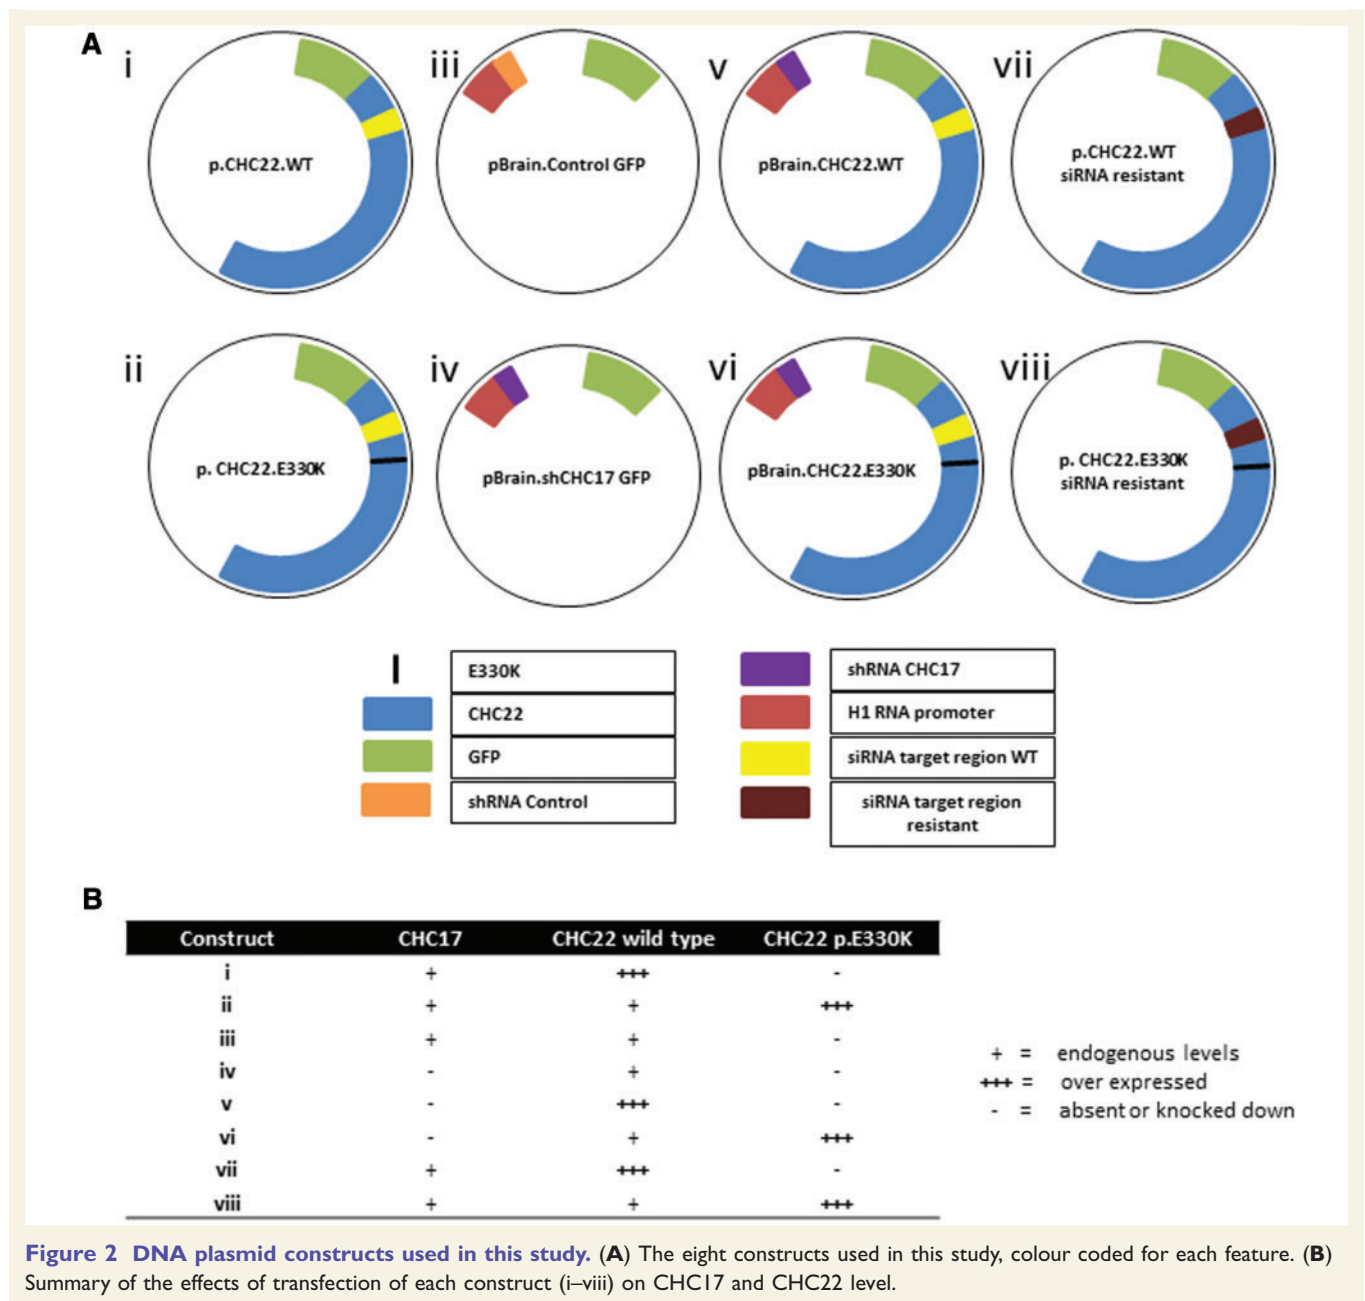 A
i
iii
v
vii
p.CHC22.WT
pBrain.Control GFP
pBrain.CHC22.WT
p.CHC22.WT
siRNA resistant
ii
iv
vi
viii
p. CHC22.E330K
pBrain.shCHC17 GFP
pBrain.CHC22.E330K
p. CHC22.E330K
siRNA resistant
E330K
CHC22
GFP
shRNA Control
shRNA CHC17
H1 RNA promoter
siRNA target region WT
siRNA target region
resistant
B
Construct CHC17 CHC22 wild type CHC22 p.E330K
i + +++ -
ii + + +++
iii + + -
iv - + -
v - +++ -
vi - + +++
vii + +++ -
viii + + +++
+ = endogenous levels
+++ = over expressed
- = absent or knocked down
Figure 2 DNA plasmid constructs used in this study. (A) The eight constructs used in this study, colour coded for each feature. (B)
Summary of the effects of transfection of each construct (i–viii) on CHC17 and CHC22 level.